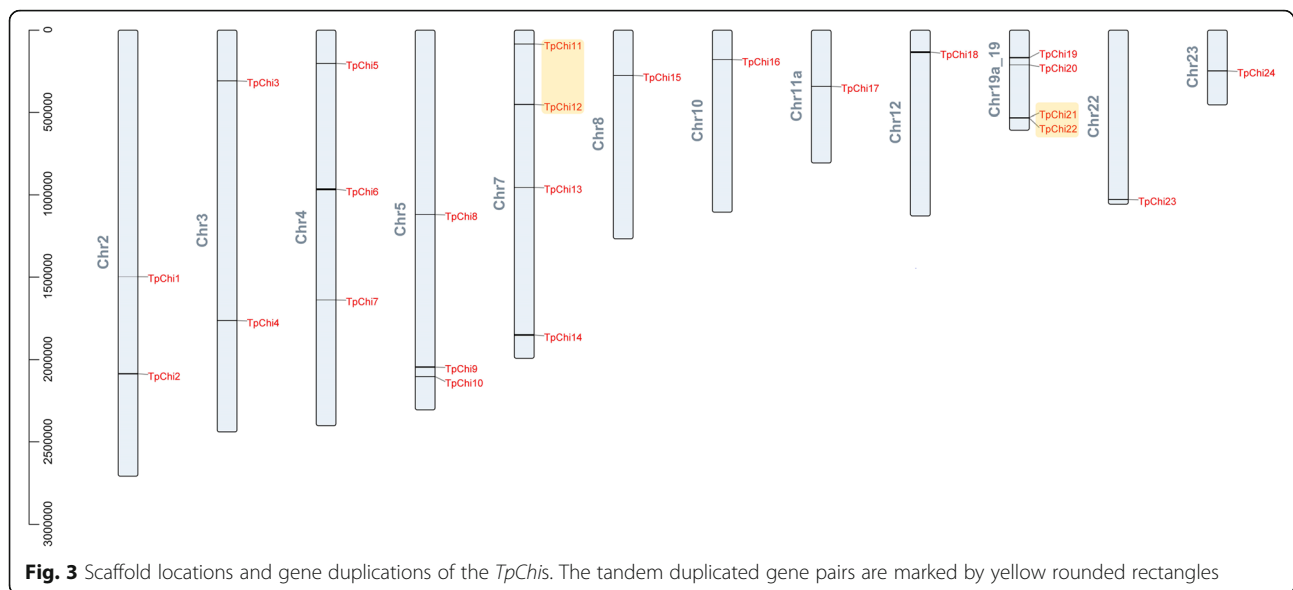 0
500000
1000000
1500000
2000000
2500000
3000000
Chr2
TpChi1
TpChi2
Chr3
TpChi3
TpChi4
Chr4
TpChi5
TpChi6
TpChi7
Chr5
TpChi8
TpChi9
TpChi10
Chr7
TpChi11
TpChi12
TpChi13
TpChi14
Chr8
TpChi15
Chr10
TpChi16
Chr11a
TpChi17
Chr12
TpChi18
Chr19a_19
TpChi19
TpChi20
TpChi21
TpChi22
Chr22
TpChi23
Chr23
TpChi24
Fig. 3 Scaffold locations and gene duplications of the TpChis. The tandem duplicated gene pairs are marked by yellow rounded rectangles